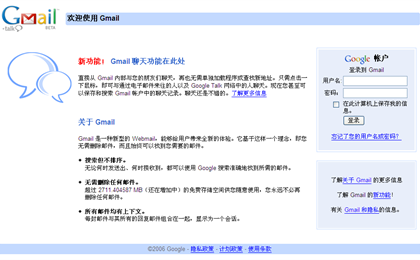 Gmail
-talk
BETA
欢迎使用 Gmail
新功能! Gmail 聊天功能在此处
直接从 Gmail 内部与您的朋友们聊天。再也无需单独加载程序或查找新地址。只需点击一
下鼠标，即可与通过电子邮件来往的人以及 Google Talk 网络中的人聊天。现在您甚至可
以保存和搜索 Gmail 帐户中的聊天记录。聊天还是不错的。了解更多信息
关于 Gmail
Gmail 是一种新型的 Webmail，能够给用户带来全新的体验。它基于这样一个理念，即您
无需删除邮件，而且始终可以找到您需要的邮件。
• 搜索但不排序。
无论何时发送出、何时接收到，都可以使用 Google 搜索准确地找到所需的邮件。
• 无需删除任何邮件。
超过 2711.404587 MB（还在增加中）的免费存储空间供您随意使用，您永远不必再
删除任何邮件。
• 所有邮件均有上下文。
每封邮件与其所有的回复邮件组合在一起，显示为一个会话。
Google 帐户
登录到 Gmail
用户名:
密码:
在此计算机上保存我的信
息。
登录
忘记了您的用户名或密码?
了解关于 Gmail 的更多信息
了解 Gmail 的新功能!
有关 Gmail 和隐私的信息。
©2006 Google - 隐私政策 - 计划政策 - 使用条款